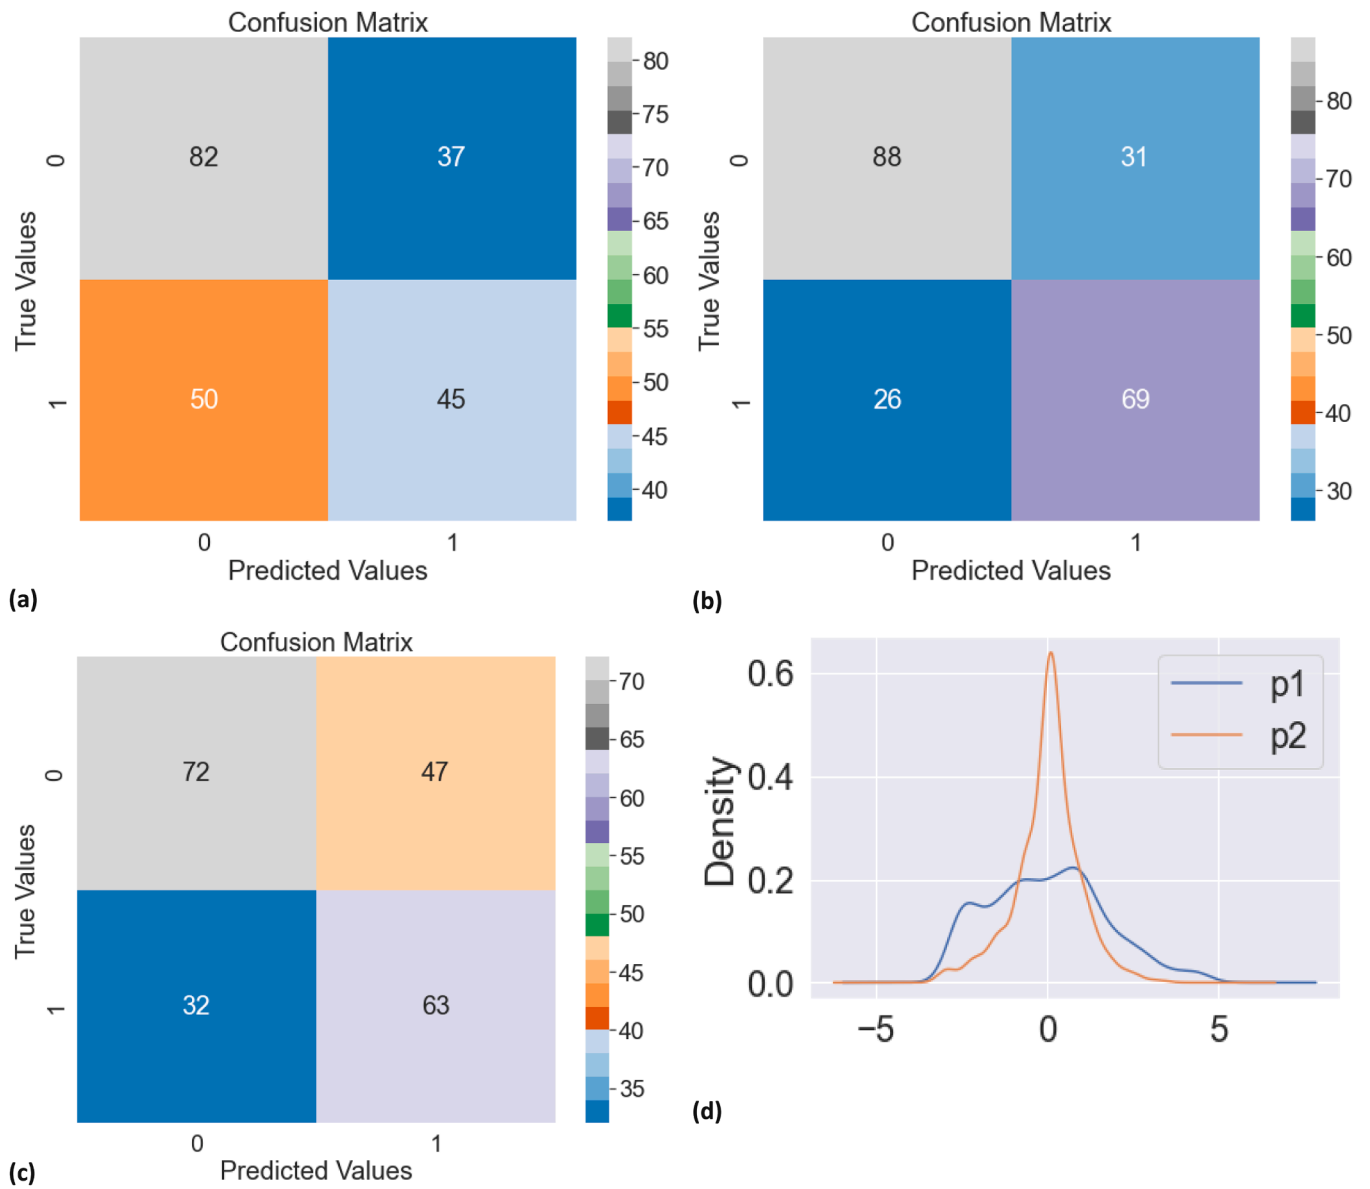 Confusion Matrix
82 37
50 45
0
1
True Values
0 1
Predicted Values
80
75
70
65
60
55
50
45
40
(a)
Confusion Matrix
88 31
26 69
0
1
True Values
0 1
Predicted Values
80
70
60
50
40
30
(b)
Confusion Matrix
72 47
32 63
0
1
True Values
0 1
Predicted Values
70
65
60
55
50
45
40
35
(c)
p1
p2
Density
0.6
0.4
0.2
0.0
−5 0 5
(d)